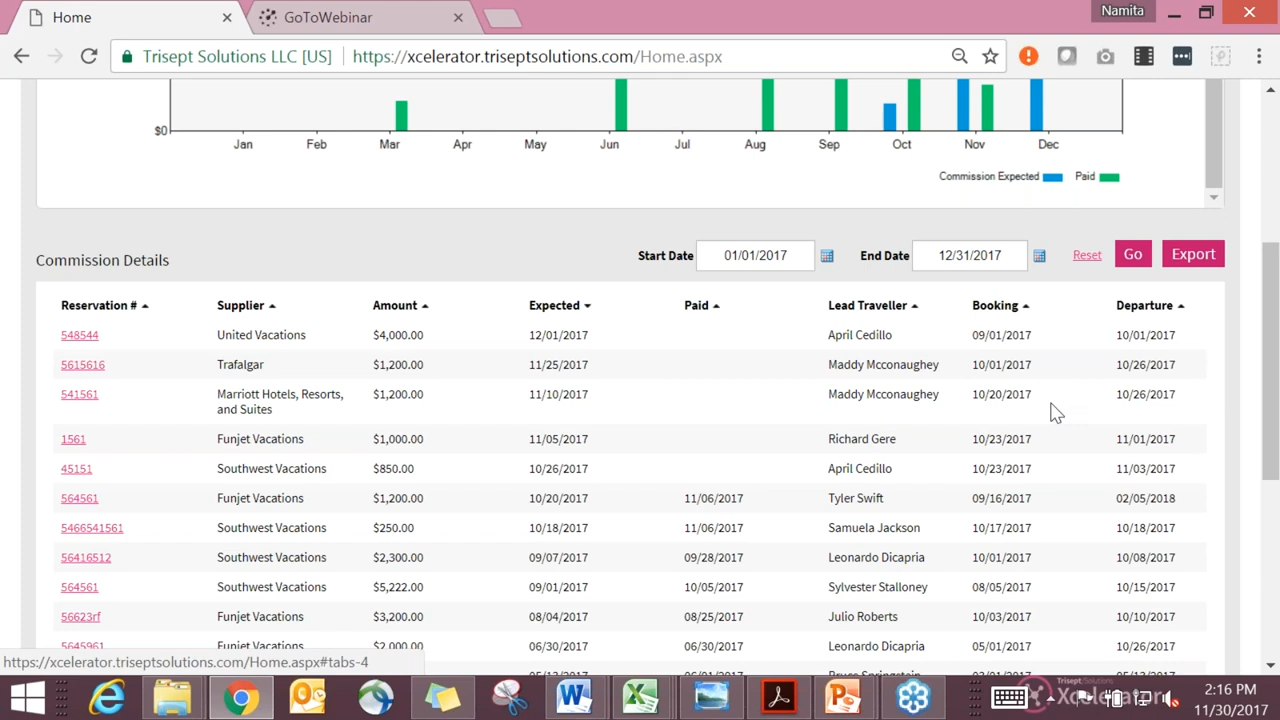 Home
GoToWebinar
Namita
Trisept Solutions LLC [US] https://xcelerator.triseptsolutions.com/Home.aspx
$0
Jan Feb Mar Apr May Jun Jul Aug Sep Oct Nov Dec
Commission Expected Paid
Commission Details Start Date 01/01/2017 End Date 12/31/2017 Reset Go Export
Reservation # Supplier Amount Expected Paid Lead Traveller Booking Departure
548544 United Vacations $4,000.00 12/01/2017 April Cedillo 09/01/2017 10/01/2017
5615616 Trafalgar $1,200.00 11/25/2017 Maddy Mcconaughey 10/01/2017 10/26/2017
541561 Marriott Hotels, Resorts, $1,200.00 11/10/2017 Maddy Mcconaughey 10/20/2017 10/26/2017
and Suites
1561 Funjet Vacations $1,000.00 11/05/2017 Richard Gere 10/23/2017 11/01/2017
45151 Southwest Vacations $850.00 10/26/2017 April Cedillo 10/23/2017 11/03/2017
564561 Funjet Vacations $1,200.00 10/20/2017 11/06/2017 Tyler Swift 09/16/2017 02/05/2018
5466541561 Southwest Vacations $250.00 10/18/2017 11/06/2017 Samuela Jackson 10/17/2017 10/18/2017
56416512 Southwest Vacations $2,300.00 09/07/2017 09/28/2017 Leonardo Dicapria 10/01/2017 10/08/2017
564561 Southwest Vacations $5,222.00 09/01/2017 10/05/2017 Sylvester Stalloney 08/05/2017 10/15/2017
56623rf Funjet Vacations $3,200.00 08/04/2017 08/25/2017 Julio Roberts 10/03/2017 10/10/2017
5645961 Funjet Vacations $2,000.00 06/30/2017 06/30/2017 Leonardo Dicapria 05/01/2017 10/26/2017
https://xcelerator.triseptsolutions.com/Home.aspx#tabs-4
Trisept Solutions
Xcelerator
2:16 PM
11/30/2017